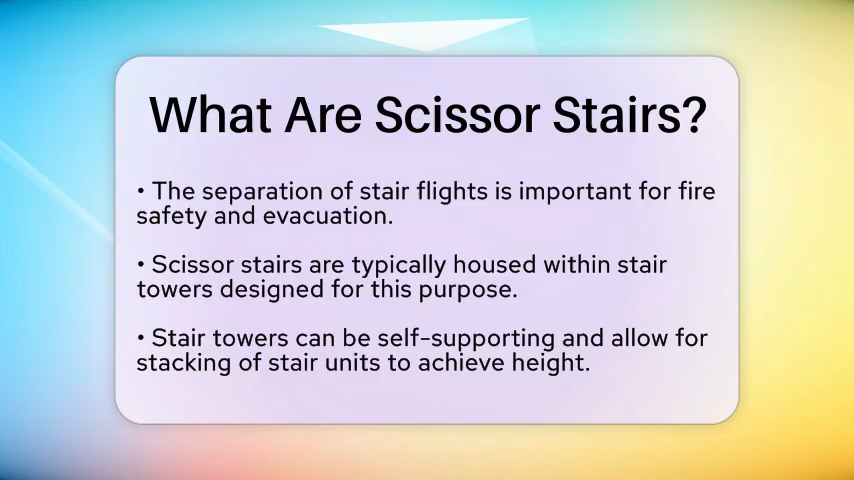 What Are Scissor Stairs?
• The separation of stair flights is important for fire
safety and evacuation.
• Scissor stairs are typically housed within stair
towers designed for this purpose.
• Stair towers can be self-supporting and allow for
stacking of stair units to achieve height.